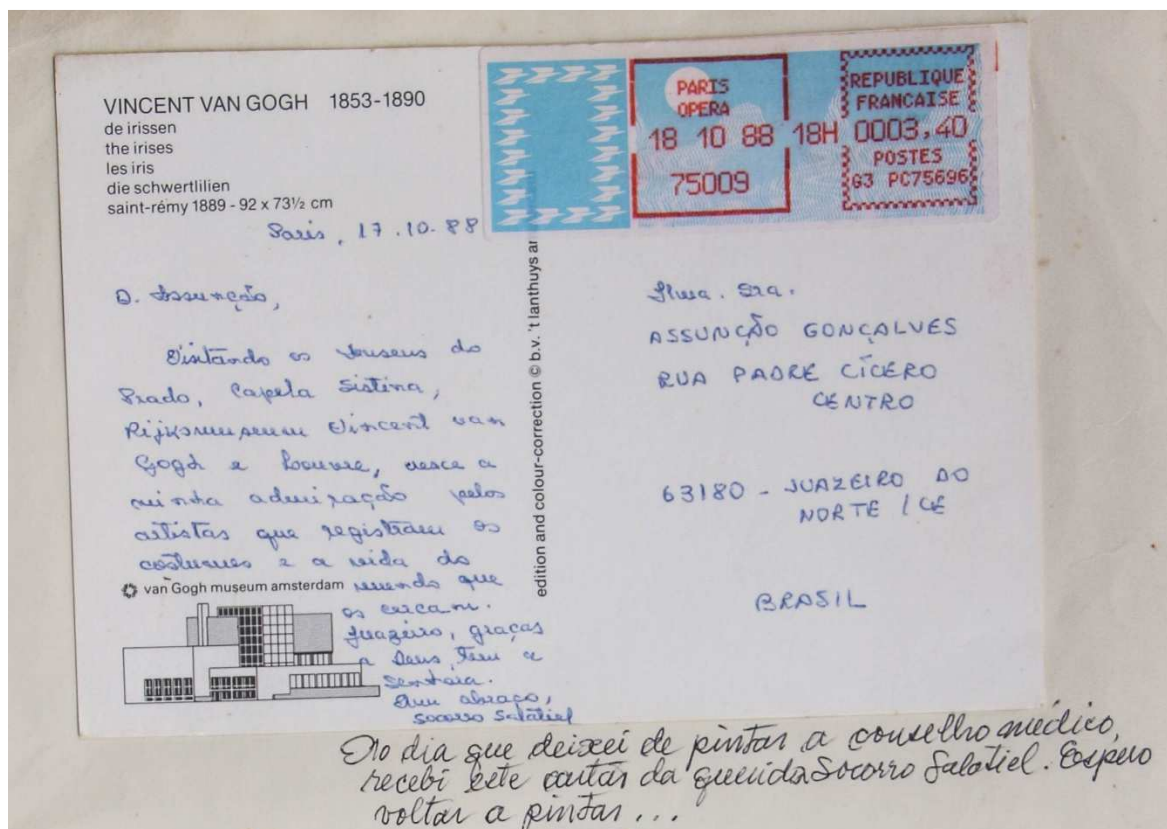 VINCENT VAN GOGH 1853-1890
de irissen
the irises
les iris
die schwertlilien
saint-rémy 1889 - 92 x 73½ cm
PARIS
OPERA
18 10 88 18H
75009
REPUBLIQUE
FRANCAISE
0003,40
POSTES
G3 PC75696
Paris, 17.10.88
D. Assunção,
Visitando os Museus do
Prado, Capela Sistina,
Rijksmuseum Vincent van
Gogh e Louvre, cresce a
minha admiração pelos
artistas que registram os
costumes e a vida do
mundo que
os cercam.
Juazeiro, graças
a Deus, tem a
senhora.
Um abraço,
Socorro Salatiel
van Gogh museum amsterdam
edition and colour-correction © b.v. 't lanthuys am
Ilma. Sra.
ASSUNÇÃO GONÇALVES
RUA PADRE CÍCERO
CENTRO
63180 - JUAZEIRO DO
NORTE / CE
BRASIL
No dia que deixei de pintar a conselho médico,
recebi este cartão da querida Socorro Salatiel. Espero
voltar a pintar...